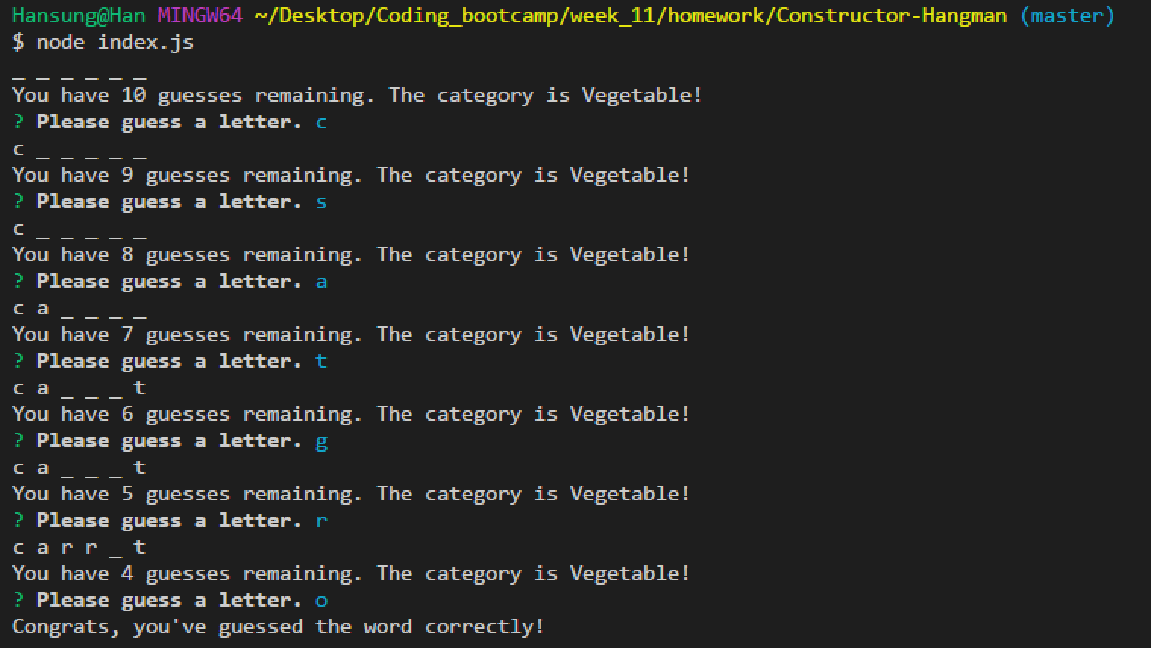 Hansung@Han MINGW64 ~/Desktop/Coding_bootcamp/week_11/homework/Constructor-Hangman (master)
$ node index.js
_ _ _ _ _ _
You have 10 guesses remaining. The category is Vegetable!
? Please guess a letter. c
c _ _ _ _ _
You have 9 guesses remaining. The category is Vegetable!
? Please guess a letter. s
c _ _ _ _ _
You have 8 guesses remaining. The category is Vegetable!
? Please guess a letter. a
c a _ _ _ _
You have 7 guesses remaining. The category is Vegetable!
? Please guess a letter. t
c a _ _ _ t
You have 6 guesses remaining. The category is Vegetable!
? Please guess a letter. g
c a _ _ _ t
You have 5 guesses remaining. The category is Vegetable!
? Please guess a letter. r
c a r r _ t
You have 4 guesses remaining. The category is Vegetable!
? Please guess a letter. o
Congrats, you've guessed the word correctly!